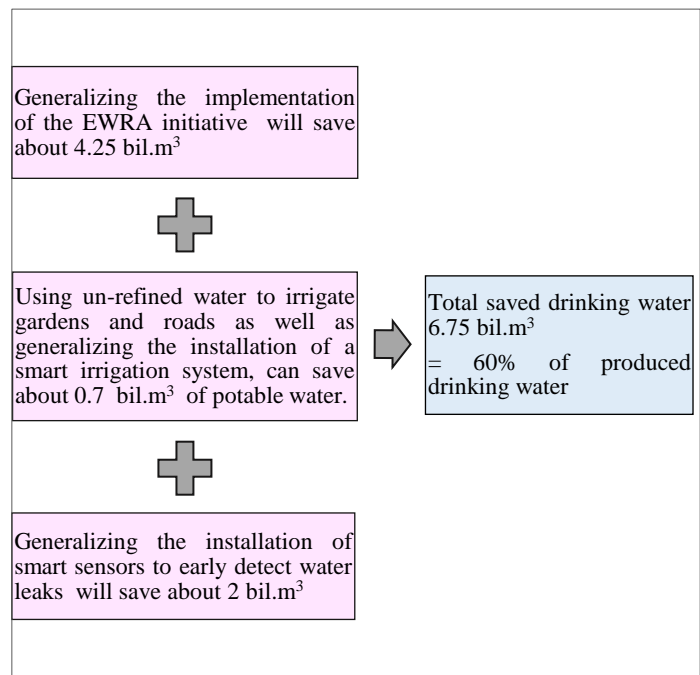 Generalizing the implementation
of the EWRA initiative will save
about 4.25 bil.m³
Using un-refined water to irrigate
gardens and roads as well as
generalizing the installation of a
smart irrigation system, can save
about 0.7 bil.m³ of potable water.
Total saved drinking water
6.75 bil.m³
= 60% of produced
drinking water
Generalizing the installation of
smart sensors to early detect water
leaks will save about 2 bil.m³